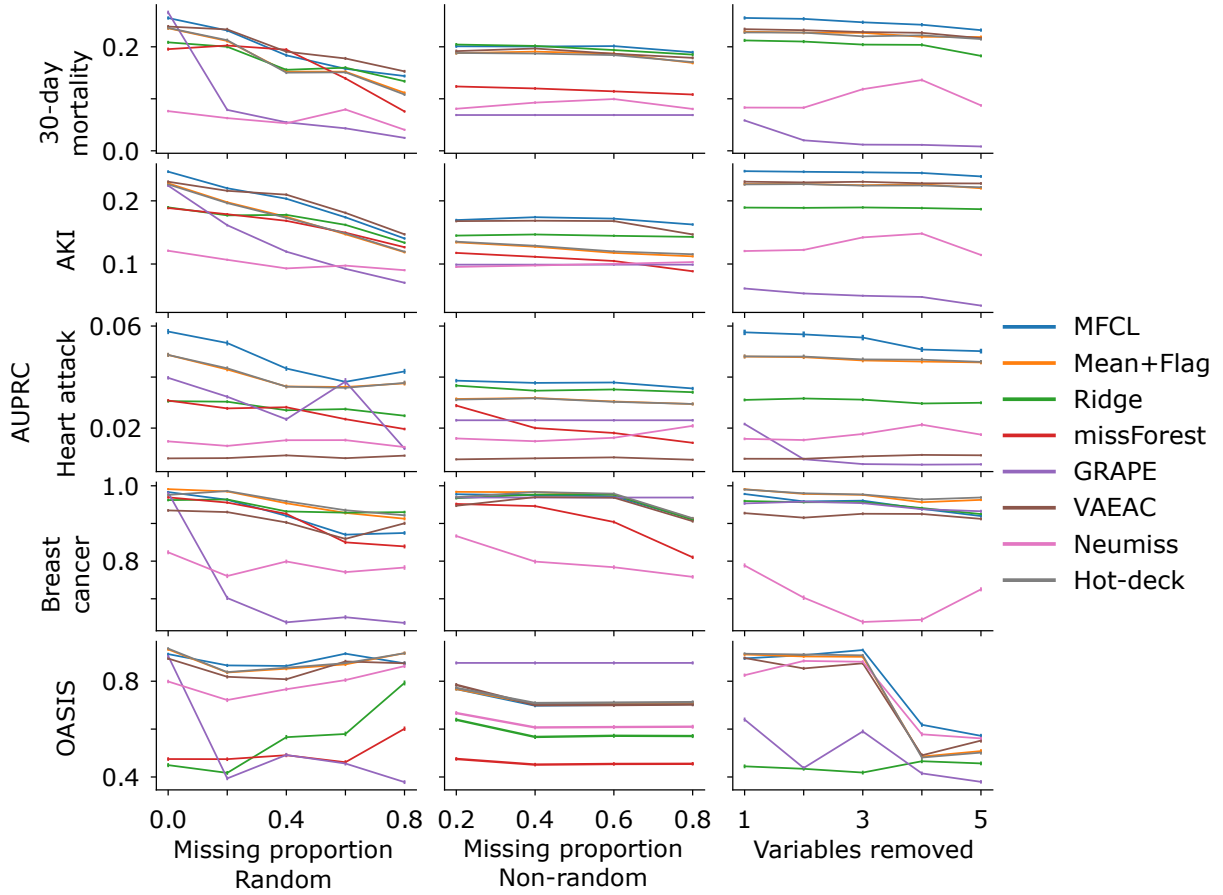 AUPRC
30-day
mortality
0.2
0.0
AKI
0.2
0.1
Heart attack
0.06
0.02
Breast
cancer
1.0
0.8
OASIS
0.8
0.4
0.0 0.4 0.8
Missing proportion
Random
0.2 0.4 0.6 0.8
Missing proportion
Non-random
1 3 5
Variables removed
MFCL
Mean+Flag
Ridge
missForest
GRAPE
VAEAC
Neumiss
Hot-deck